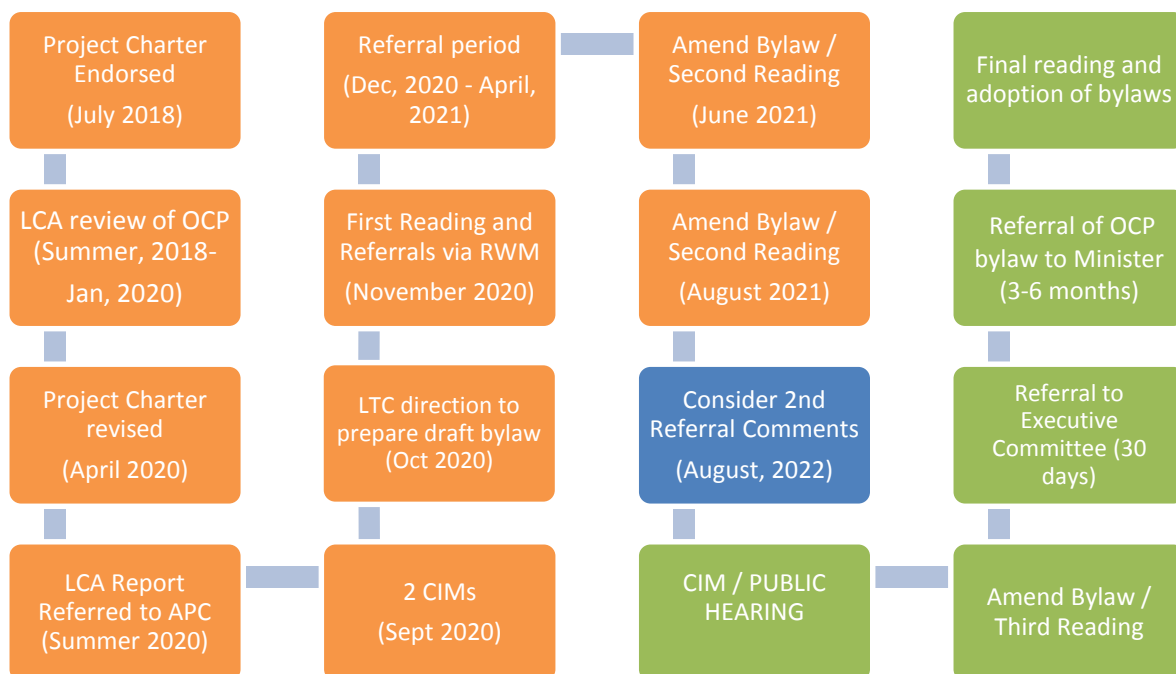 Project Charter
Endorsed
(July 2018)
LCA review of OCP
(Summer, 2018-
Jan, 2020)
Project Charter
revised
(April 2020)
LCA Report
Referred to APC
(Summer 2020)
2 CIMs
(Sept 2020)
LTC direction to
prepare draft bylaw
(Oct 2020)
First Reading and
Referrals via RWM
(November 2020)
Referral period
(Dec, 2020 - April,
2021)
Amend Bylaw /
Second Reading
(June 2021)
Amend Bylaw /
Second Reading
(August 2021)
Consider 2nd
Referral Comments
(August, 2022)
CIM / PUBLIC
HEARING
Amend Bylaw /
Third Reading
Referral to
Executive
Committee (30
days)
Referral of OCP
bylaw to Minister
(3-6 months)
Final reading and
adoption of bylaws